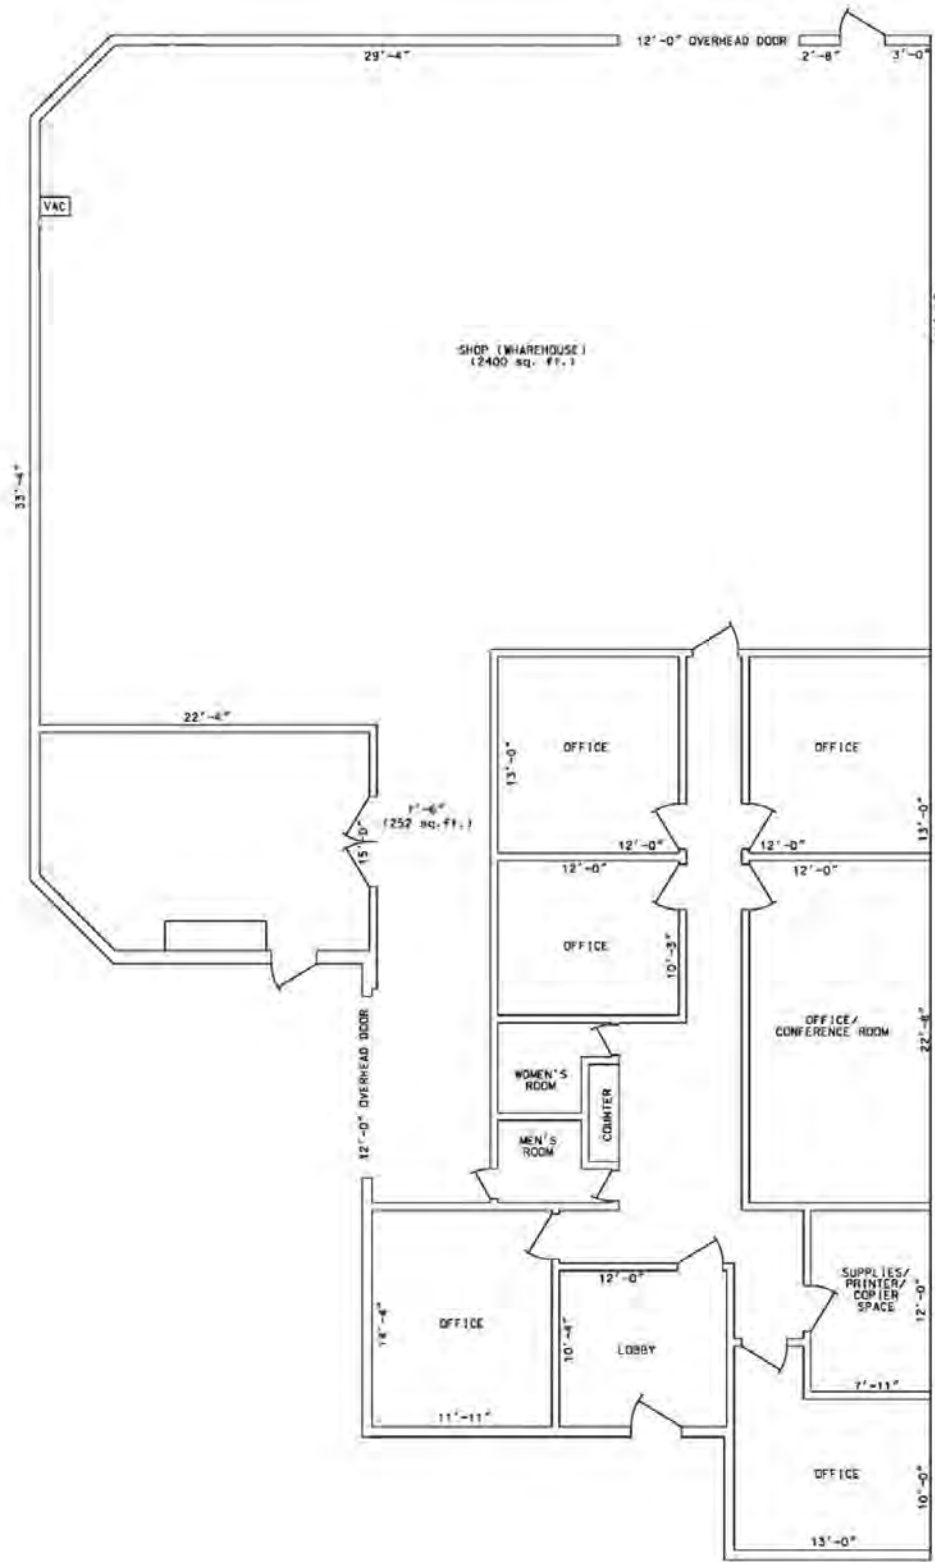 12'-0" OVERHEAD DOOR
29'-4"
2'-8"
3'-0"
VAC
SHOP (WHAREHOUSE)
(2400 sq. ft.)
33'-4"
22'-4"
OFFICE
13'-0"
OFFICE
13'-0"
7'-6"
(252 sq.ft.)
15'-0"
12'-0"
12'-0"
12'-0"
12'-0"
OFFICE
10'-3"
OFFICE/
CONFERENCE ROOM
22'-8"
12'-0" OVERHEAD DOOR
WOMEN'S
ROOM
COUNTER
MEN'S
ROOM
12'-0"
SUPPLIES/
PRINTER/
COPIER
SPACE
12'-0"
14'-4"
OFFICE
10'-4"
LOBBY
7'-11"
11'-11"
OFFICE
10'-0"
13'-0"